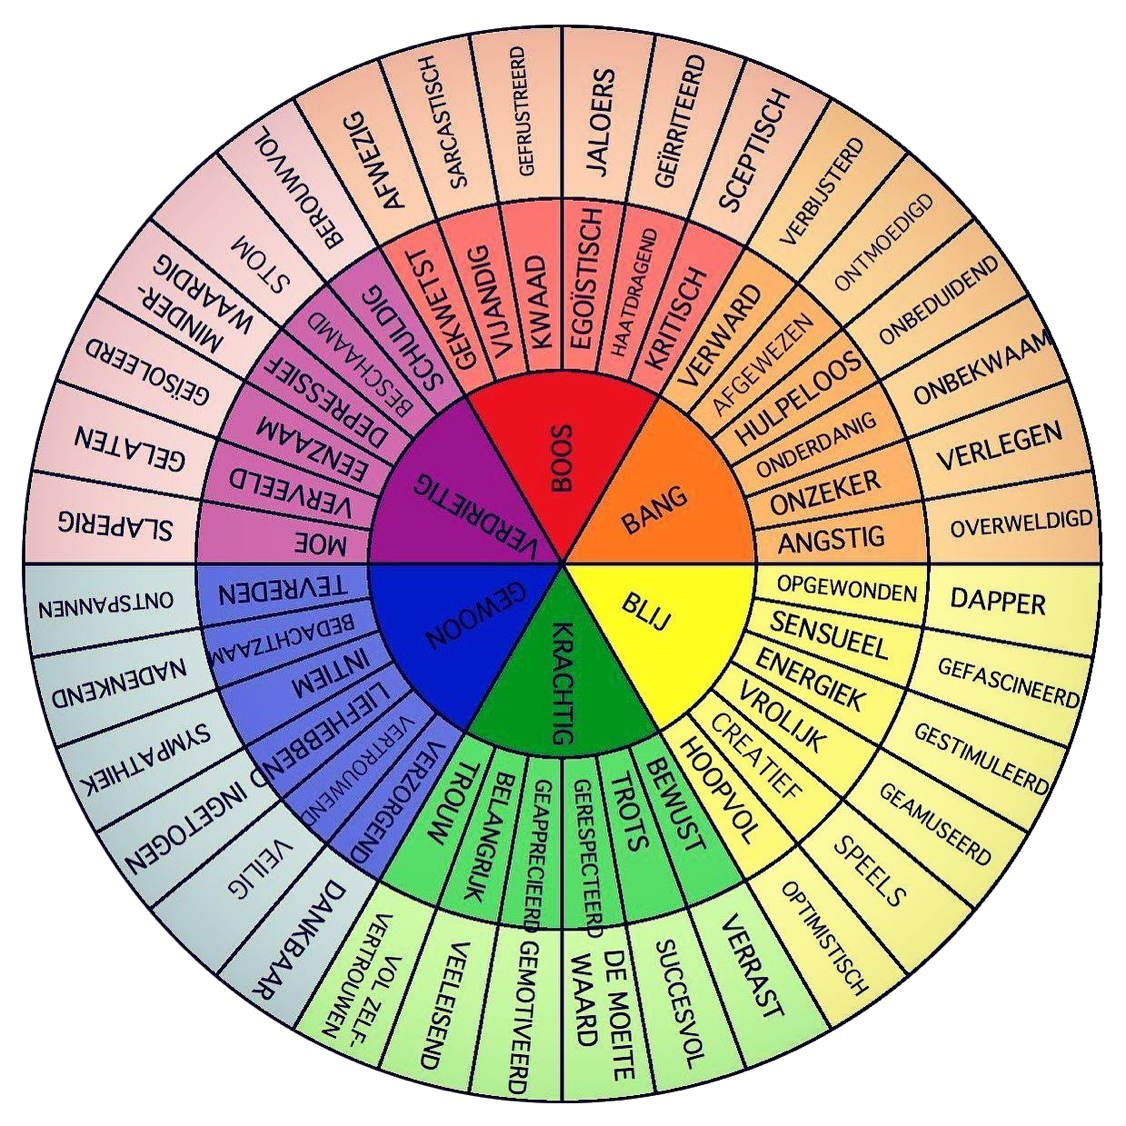 BOOS
BANG
BLIJ
KRACHTIG
GEWOON
VERDRIETIG
GEKWETST
VIJANDIG
KWAAD
EGOÏSTISCH
HAATDRAGEND
KRITISCH
VERWARD
AFGEWEZEN
HULPELOOS
ONDERDANIG
ONZEKER
ANGSTIG
OPGEWONDEN
SENSUEEL
ENERGIEK
VROLIJK
CREATIEF
HOOPVOL
BEWUST
TROTS
GERESPECTEERD
GEAPPRECIEERD
BELANGRIJK
TROUW
VERZORGEND
VERTROUWEND
LIEFHEBBEND
INTIEM
BEDACHTZAAM
TEVREDEN
MOE
VERVEELD
EENZAAM
DEPRESSIEF
BESCHAAMD
SCHULDIG
AFWEZIG
SARCASTISCH
GEFRUSTREERD
JALOERS
GEÏRRITEERD
SCEPTISCH
VERBIJSTERD
ONTMOEDIGD
ONBEDUIDEND
ONBEKWAAM
VERLEGEN
OVERWELDIGD
DAPPER
GEFASCINEERD
GESTIMULEERD
GEAMUSEERD
SPEELS
OPTIMISTISCH
VERRAST
SUCCESVOL
DE MOEITE
WAARD
GEMOTIVEERD
VEELEISEND
VOL ZELF-
VERTROUWEN
DANKBAAR
VEILIG
INGETOGEN
SYMPATHIEK
NADENKEND
ONTSPANNEN
SLAPERIG
GELATEN
GEÏSOLEERD
MINDER-
WAARDIG
STOM
BEROUWVOL